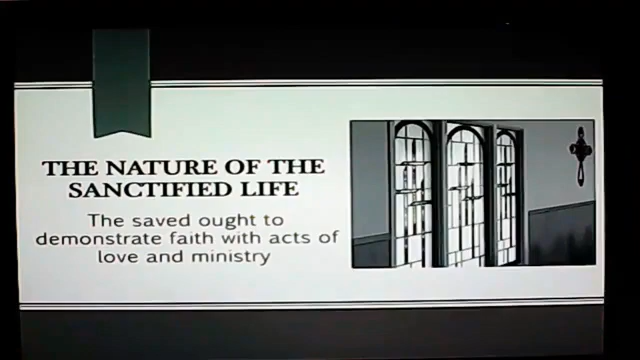 THE NATURE OF THE
SANCTIFIED LIFE
The saved ought to
demonstrate faith with acts of
love and ministry